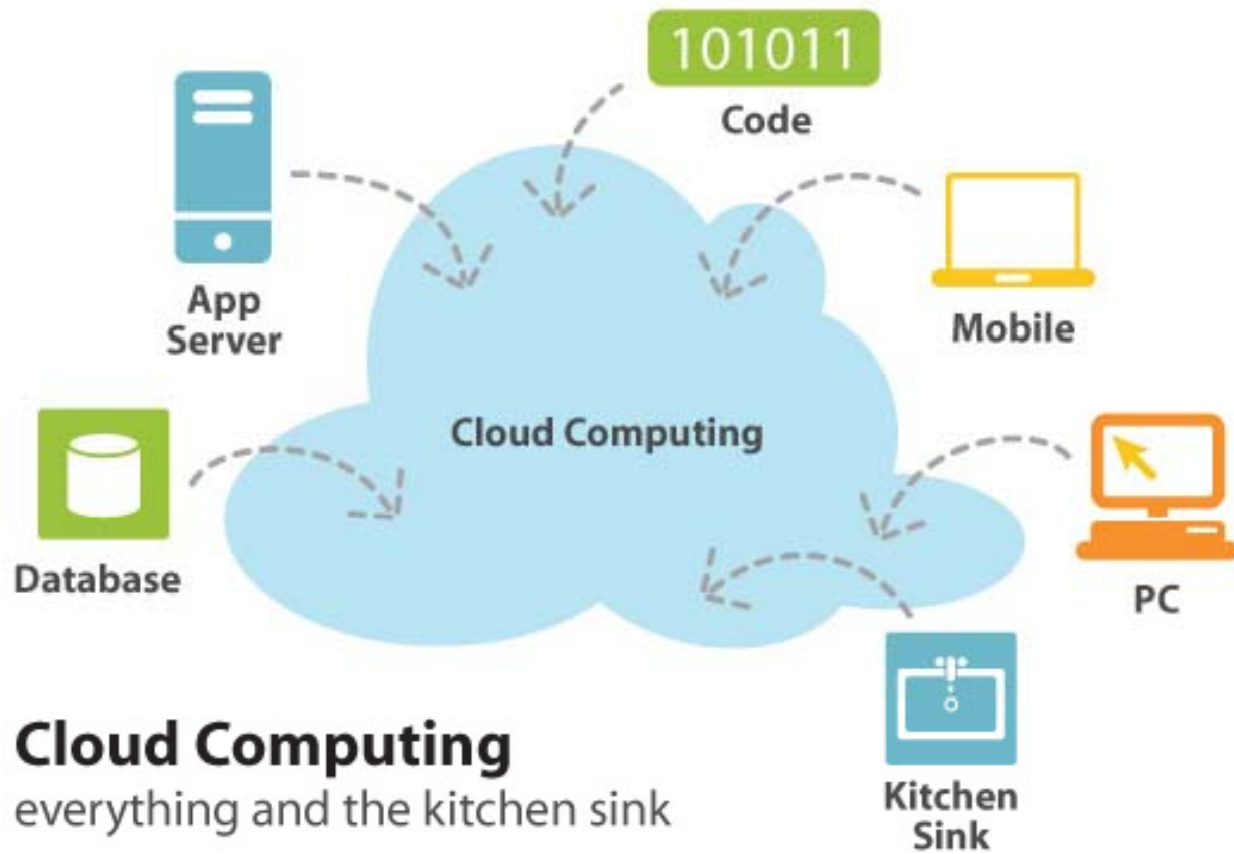 101011
Code
App
Server
Mobile
Cloud Computing
Database
PC
Kitchen
Sink
Cloud Computing
everything and the kitchen sink